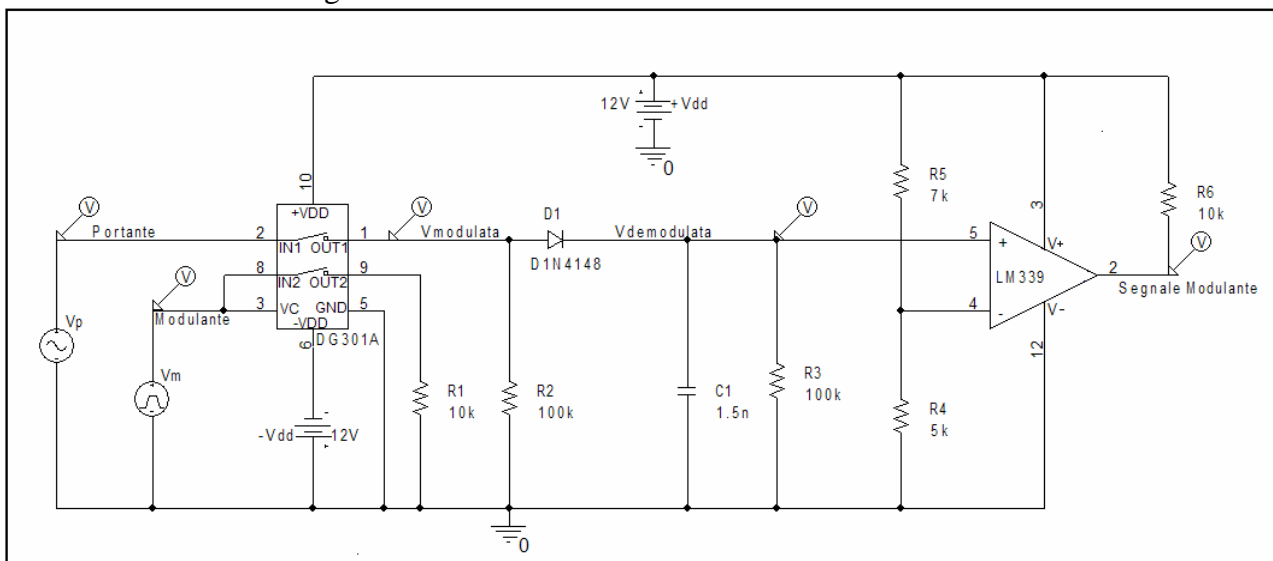 12V
+Vdd
0
10
+VDD
Portante
2
IN1
OUT1
1
Vmodulata
D1
D1N4148
Vdemodulata
8
IN2
OUT2
9
3
VC
GND
5
-VDD
DG301A
6
Modulante
Vp
Vm
-Vdd
12V
R1
10k
R2
100k
C1
1.5n
R3
100k
R5
7k
R4
5k
5
+
4
-
LM339
V+
3
V-
12
2
R6
10k
Segnale Modulante
V
V
V
V
V
0